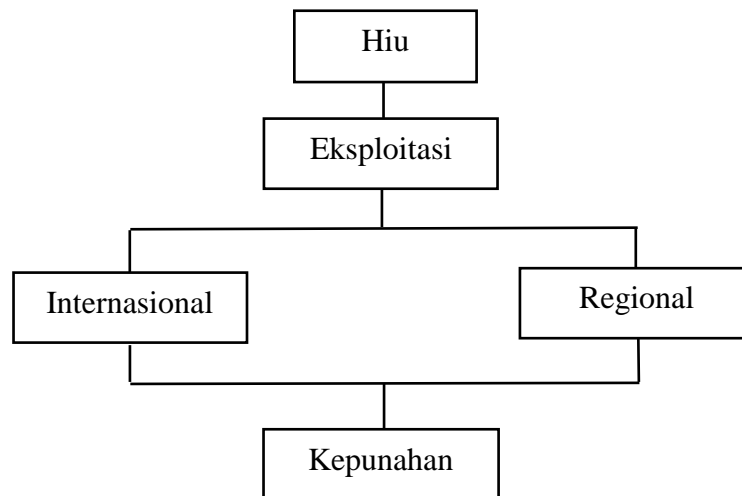 Hiu
Eksploitasi
Internasional
Regional
Kepunahan